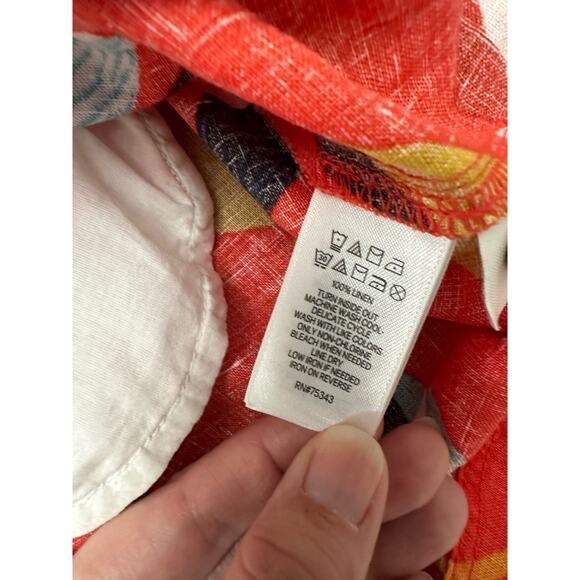 30
100% LINEN
TURN INSIDE OUT
MACHINE WASH COOL-
DELICATE CYCLE
WASH WITH LIKE COLORS
ONLY NON-CHLORINE
BLEACH WHEN NEEDED
LINE DRY
LOW IRON IF NEEDED
IRON ON REVERSE
RN#75343